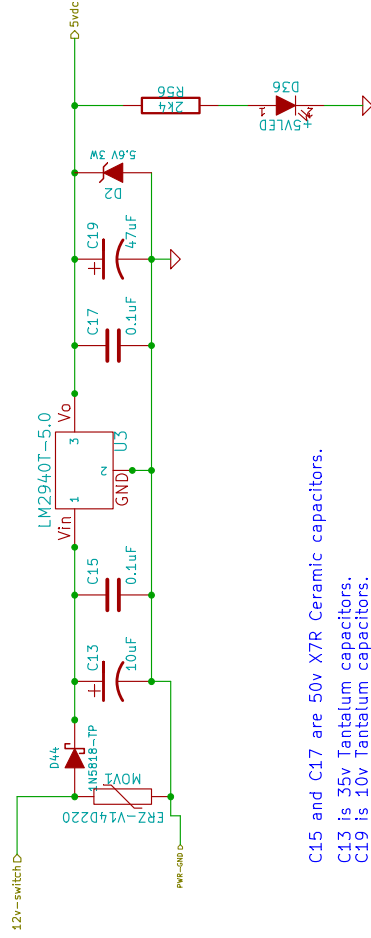 12v-switch
PWR-GND
D44
1N5818-TP
MOV1
ERZ-V14D220
C13
10uF
+
C15
0.1uF
LM2940T-5.0
U3
Vin
1
GND
2
Vo
3
C17
0.1uF
C19
47uF
+
D2
5.6V 3W
R56
2k4
D36
+5VLED
1
2
5vdc
C15 and C17 are 50v X7R Ceramic capacitors.
C13 is 35v Tantalum capacitors.
C19 is 10v Tantalum capacitors.